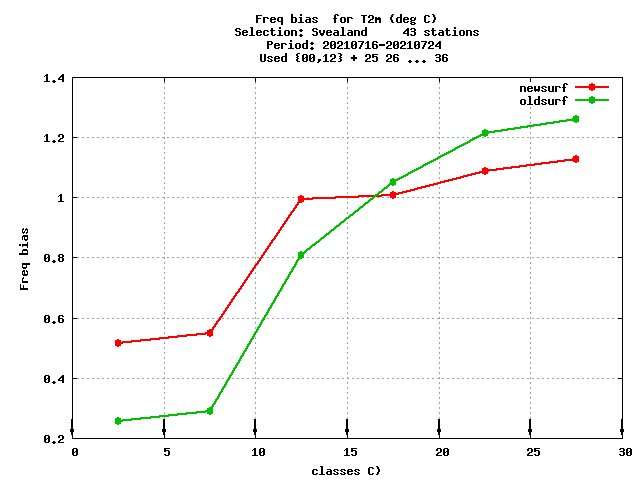 Freq bias  for T2m (deg C)
Selection: Svealand     43 stations
Period: 20210716-20210724
Used {00,12} + 25 26 ... 36
newsurf
oldsurf
1.4
1.2
1
0.8
0.6
0.4
0.2
Freq bias
0 5 10 15 20 25 30
classes C)